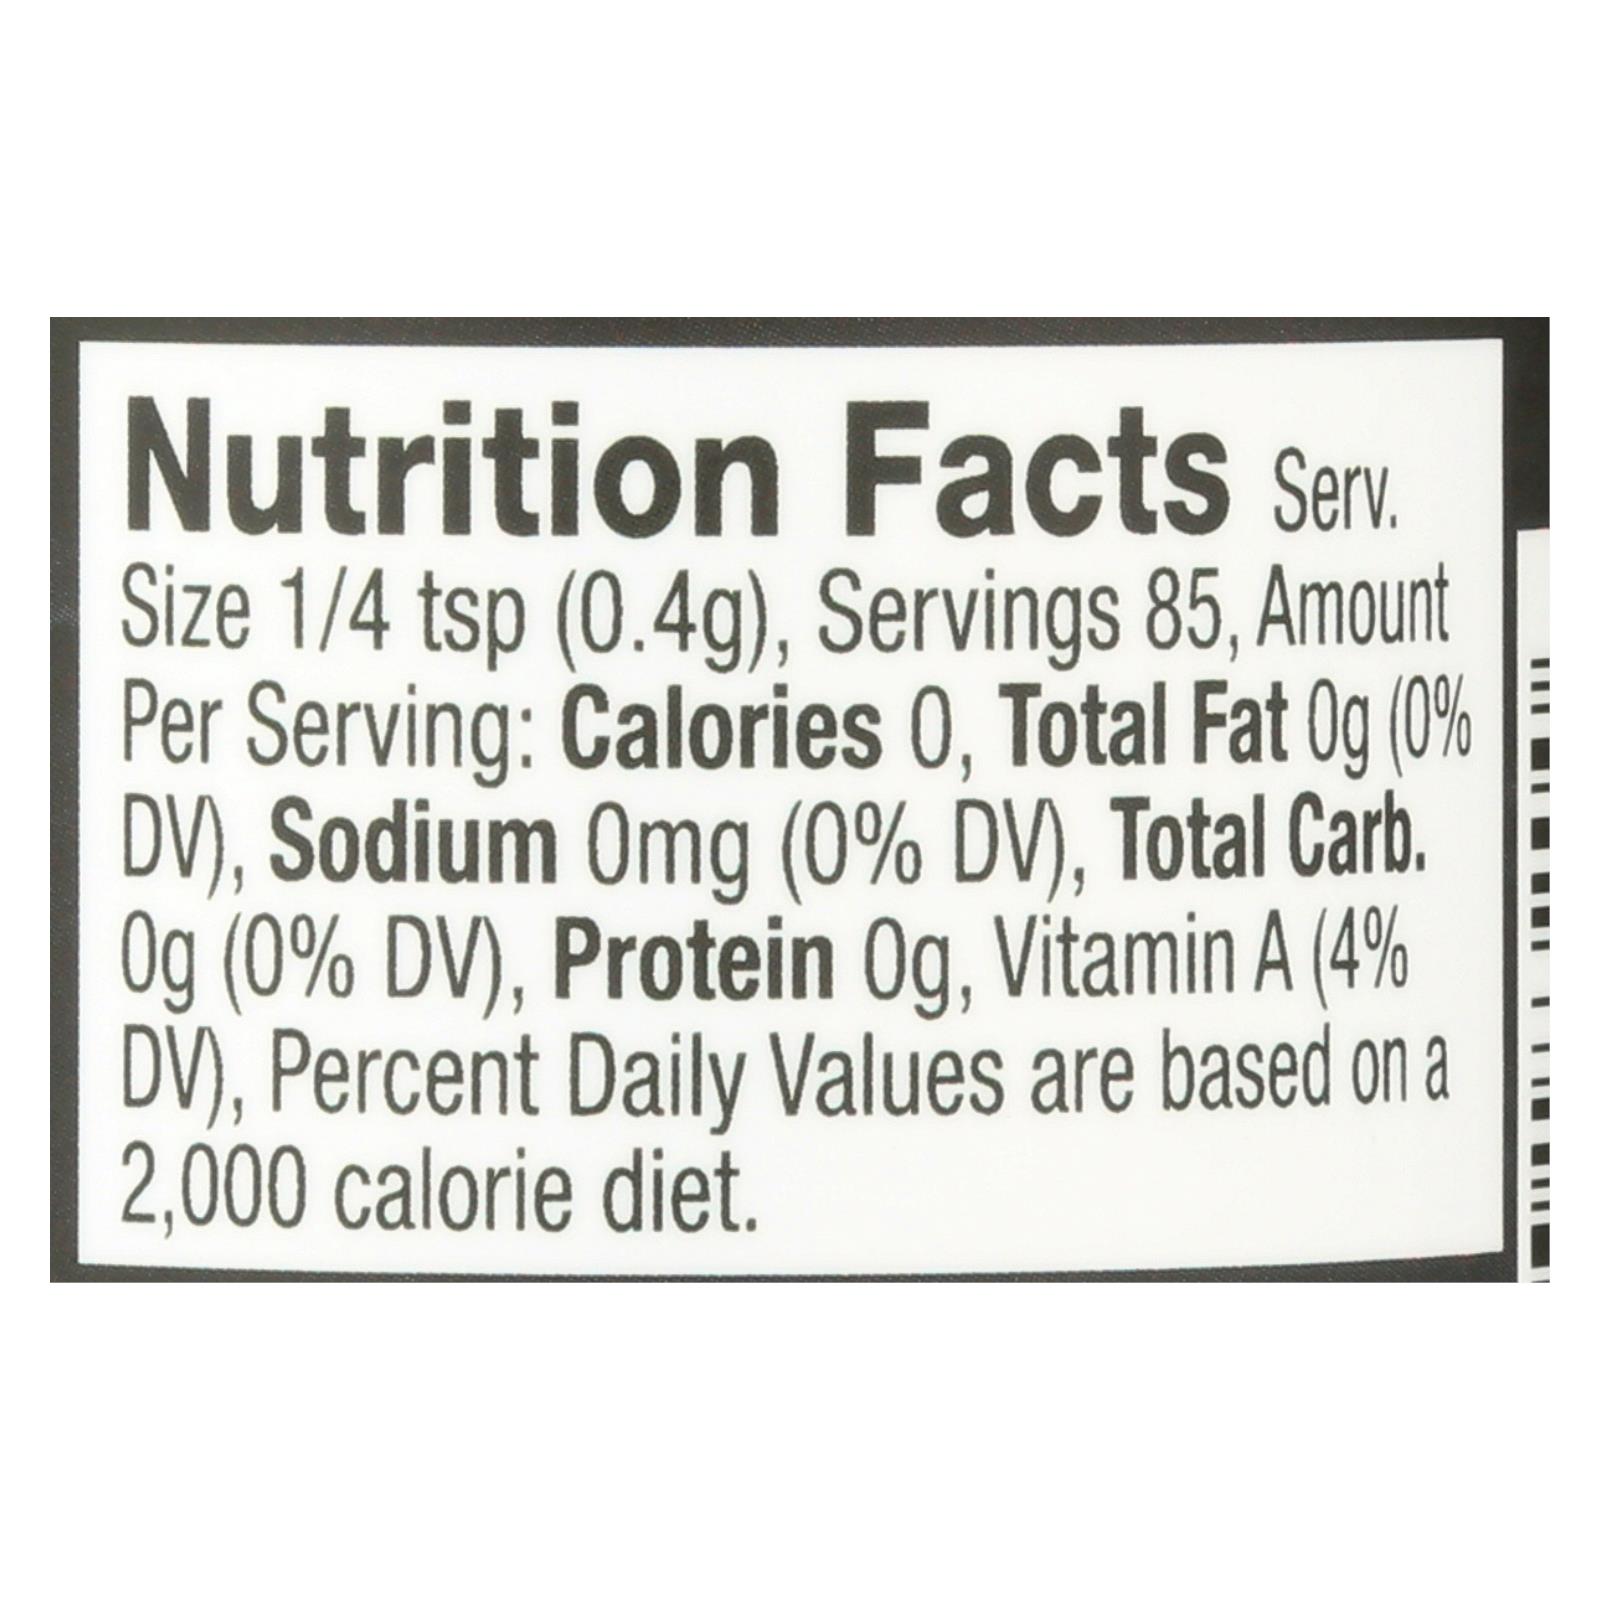 Nutrition Facts Serv.
Size 1/4 tsp (0.4g), Servings 85, Amount
Per Serving: Calories 0, Total Fat 0g (0%
DV), Sodium 0mg (0% DV), Total Carb.
0g (0% DV), Protein 0g, Vitamin A (4%
DV), Percent Daily Values are based on a
2,000 calorie diet.